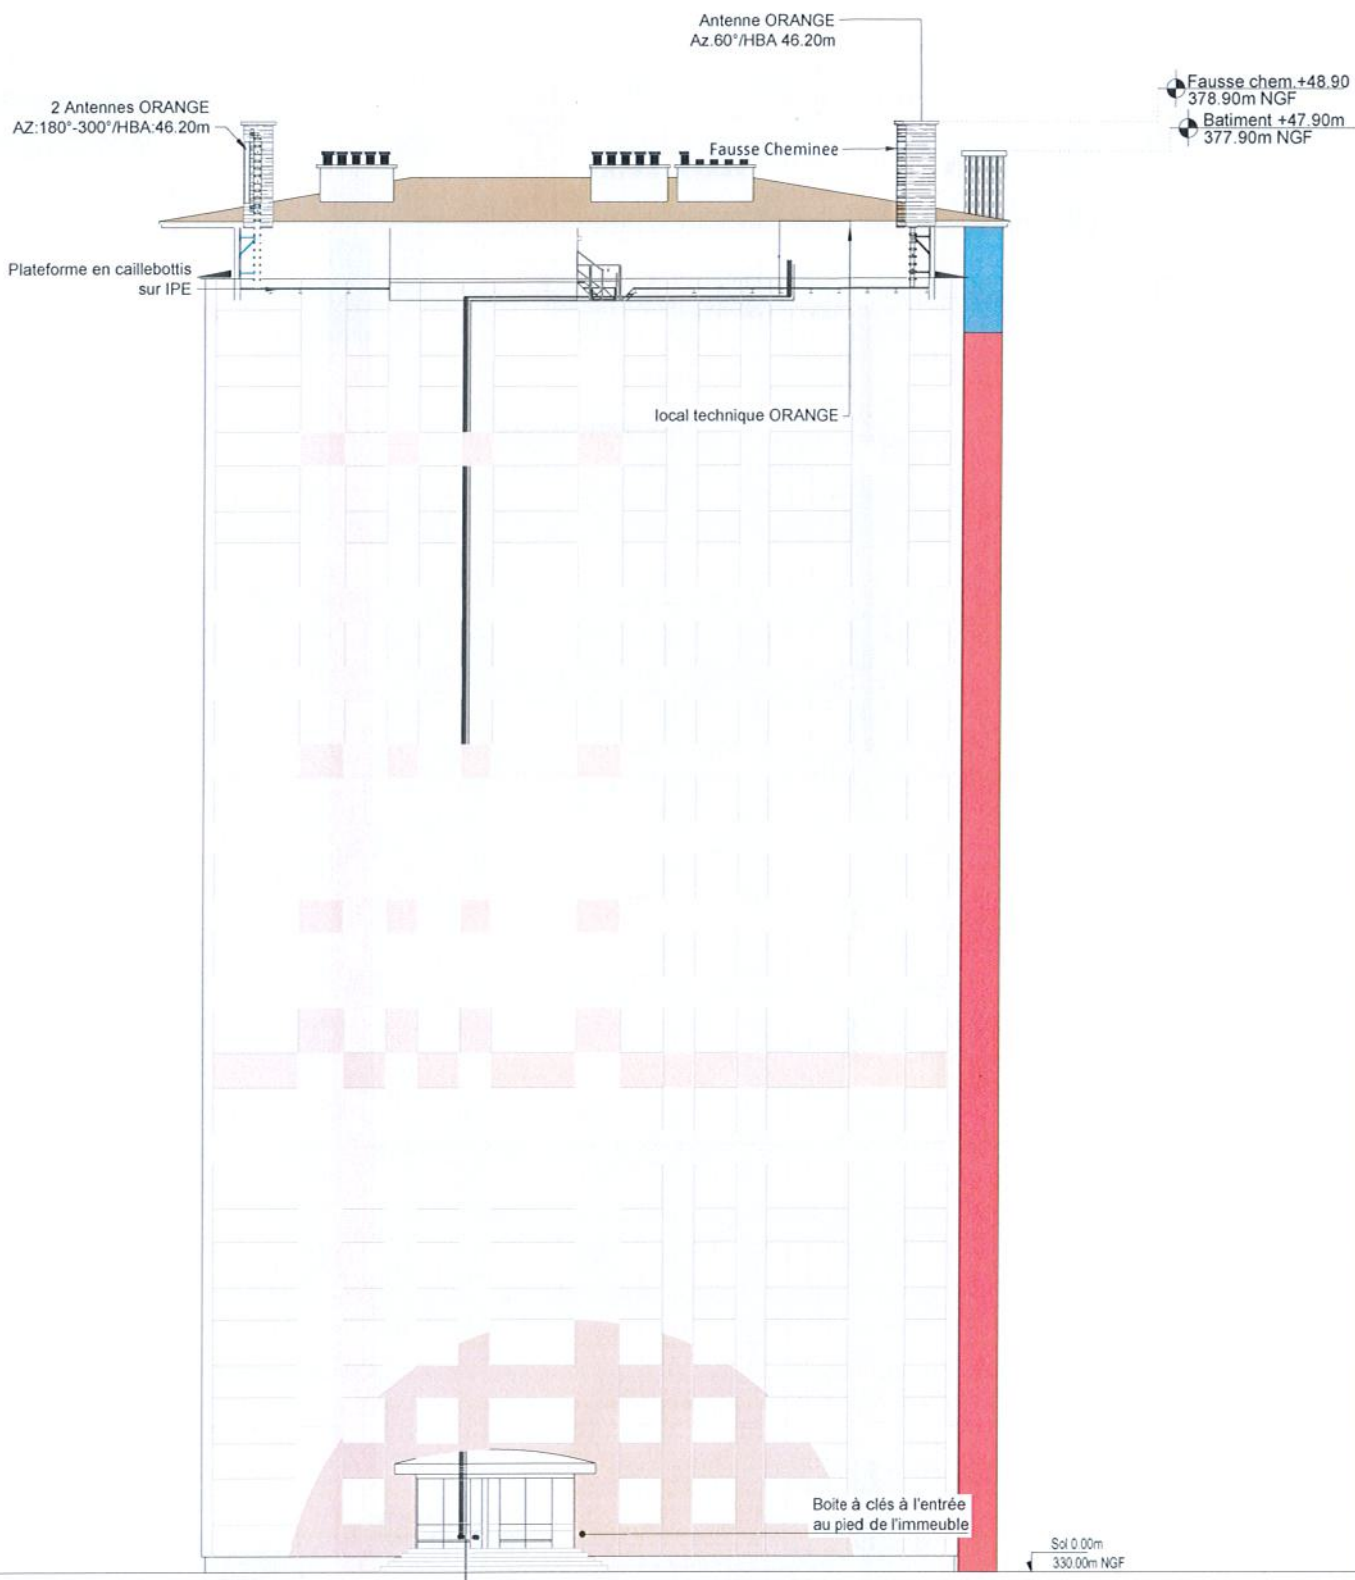 Antenne ORANGE
Az.60°/HBA 46.20m
Fausse chem.+48.90
378.90m NGF
Batiment +47.90m
377.90m NGF
2 Antennes ORANGE
AZ:180°-300°/HBA:46.20m
Fausse Cheminee
Plateforme en caillebottis
sur IPE
local technique ORANGE
Boite à clés à l'entrée
au pied de l'immeuble
Sol 0.00m
330.00m NGF